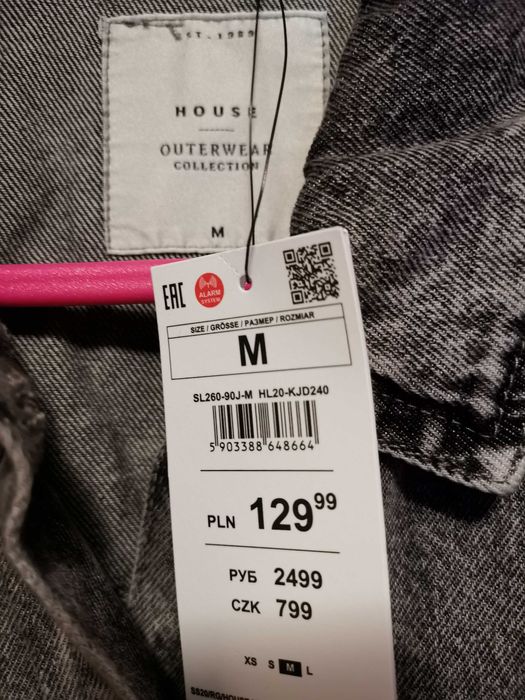 EST. 1989
HOUSE
OUTERWEAR
COLLECTION
M
EAC
ALARM
SYSTEM
SIZE / GRÖSSE / РАЗМЕР / ROZMIAR
M
SL260-90J-M HL20-KJD240
5 903388 648664
PLN 129 99
РУБ 2499
CZK 799
XS S M L